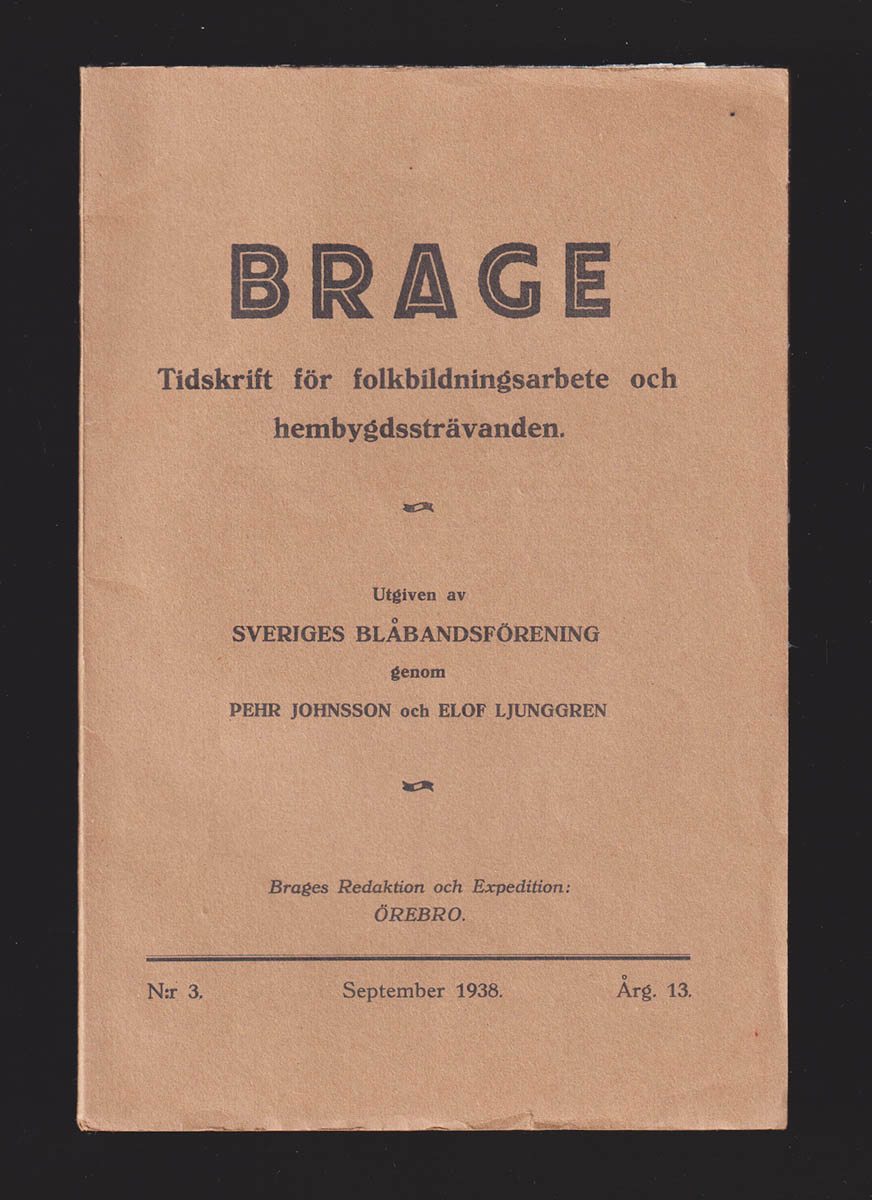 BRAGE
Tidskrift för folkbildningsarbete och
hembygdssträvanden.
Utgiven av
SVERIGES BLÅBANDSFÖRENING
genom
PEHR JOHNSSON och ELOF LJUNGGREN
Brages Redaktion och Expedition:
ÖREBRO.
N:r 3. September 1938. Årg. 13.